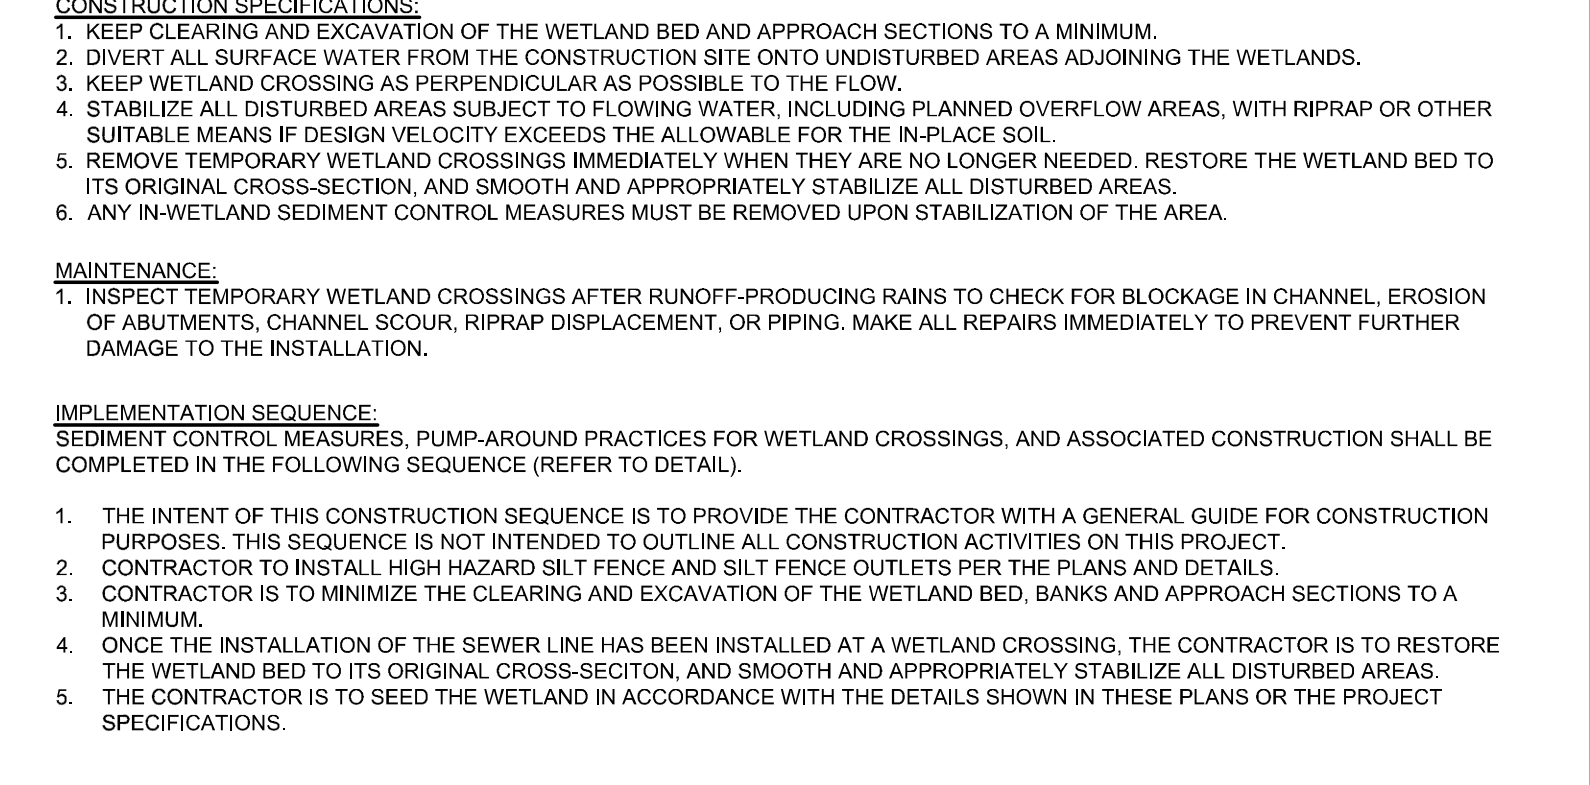 CONSTRUCTION SPECIFICATIONS:
1. KEEP CLEARING AND EXCAVATION OF THE WETLAND BED AND APPROACH SECTIONS TO A MINIMUM.
2. DIVERT ALL SURFACE WATER FROM THE CONSTRUCTION SITE ONTO UNDISTURBED AREAS ADJOINING THE WETLANDS.
3. KEEP WETLAND CROSSING AS PERPENDICULAR AS POSSIBLE TO THE FLOW.
4. STABILIZE ALL DISTURBED AREAS SUBJECT TO FLOWING WATER, INCLUDING PLANNED OVERFLOW AREAS, WITH RIPRAP OR OTHER
SUITABLE MEANS IF DESIGN VELOCITY EXCEEDS THE ALLOWABLE FOR THE IN-PLACE SOIL.
5. REMOVE TEMPORARY WETLAND CROSSINGS IMMEDIATELY WHEN THEY ARE NO LONGER NEEDED. RESTORE THE WETLAND BED TO
ITS ORIGINAL CROSS-SECTION, AND SMOOTH AND APPROPRIATELY STABILIZE ALL DISTURBED AREAS.
6. ANY IN-WETLAND SEDIMENT CONTROL MEASURES MUST BE REMOVED UPON STABILIZATION OF THE AREA.
MAINTENANCE:
1. INSPECT TEMPORARY WETLAND CROSSINGS AFTER RUNOFF-PRODUCING RAINS TO CHECK FOR BLOCKAGE IN CHANNEL, EROSION
OF ABUTMENTS, CHANNEL SCOUR, RIPRAP DISPLACEMENT, OR PIPING. MAKE ALL REPAIRS IMMEDIATELY TO PREVENT FURTHER
DAMAGE TO THE INSTALLATION.
IMPLEMENTATION SEQUENCE:
SEDIMENT CONTROL MEASURES, PUMP-AROUND PRACTICES FOR WETLAND CROSSINGS, AND ASSOCIATED CONSTRUCTION SHALL BE
COMPLETED IN THE FOLLOWING SEQUENCE (REFER TO DETAIL).
1. THE INTENT OF THIS CONSTRUCTION SEQUENCE IS TO PROVIDE THE CONTRACTOR WITH A GENERAL GUIDE FOR CONSTRUCTION
PURPOSES. THIS SEQUENCE IS NOT INTENDED TO OUTLINE ALL CONSTRUCTION ACTIVITIES ON THIS PROJECT.
2. CONTRACTOR TO INSTALL HIGH HAZARD SILT FENCE AND SILT FENCE OUTLETS PER THE PLANS AND DETAILS.
3. CONTRACTOR IS TO MINIMIZE THE CLEARING AND EXCAVATION OF THE WETLAND BED, BANKS AND APPROACH SECTIONS TO A
MINIMUM.
4. ONCE THE INSTALLATION OF THE SEWER LINE HAS BEEN INSTALLED AT A WETLAND CROSSING, THE CONTRACTOR IS TO RESTORE
THE WETLAND BED TO ITS ORIGINAL CROSS-SECITON, AND SMOOTH AND APPROPRIATELY STABILIZE ALL DISTURBED AREAS.
5. THE CONTRACTOR IS TO SEED THE WETLAND IN ACCORDANCE WITH THE DETAILS SHOWN IN THESE PLANS OR THE PROJECT
SPECIFICATIONS.